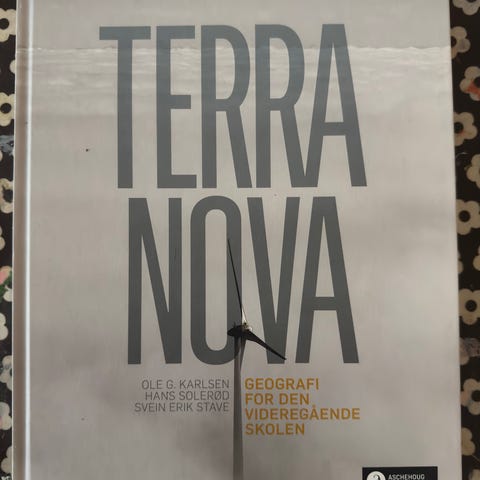 TERRA
NOVA
OLE G. KARLSEN
HANS SOLERØD
SVEIN ERIK STAVE
GEOGRAFI
FOR DEN
VIDEREGÅENDE
SKOLEN
ASCHEHOUG